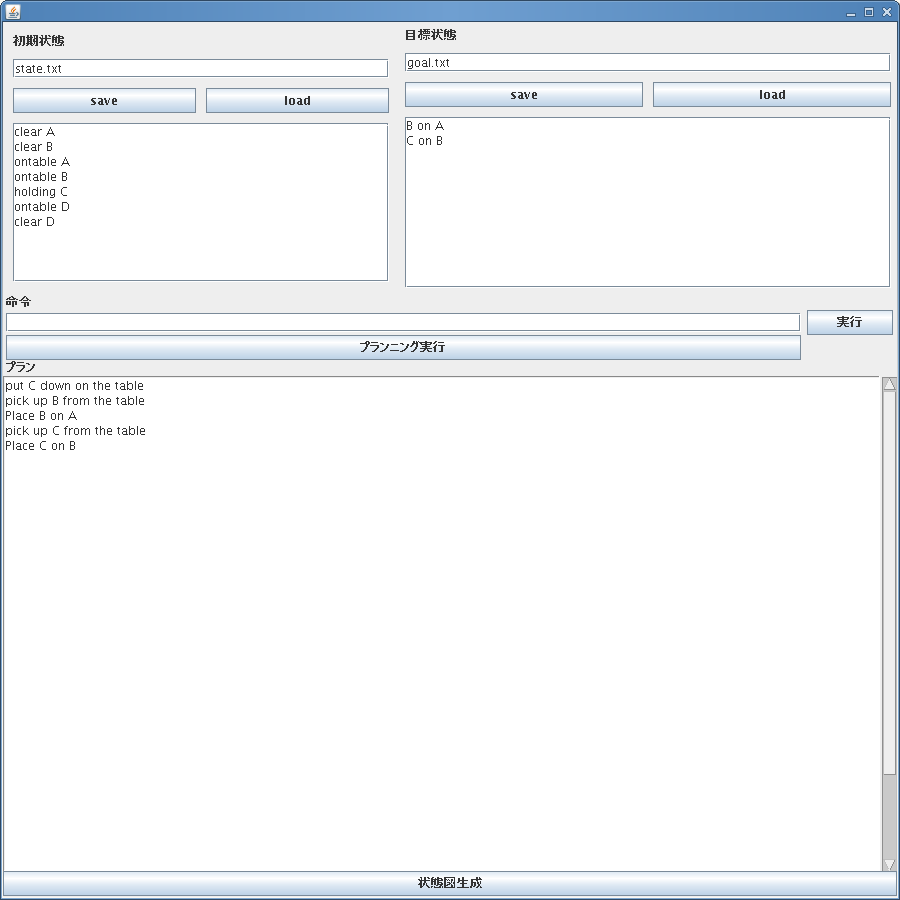 初期状態
state.txt
save
load
clear A
clear B
ontable A
ontable B
holding C
ontable D
clear D
目標状態
goal.txt
save
load
B on A
C on B
命令
実行
プランニング実行
プラン
put C down on the table
pick up B from the table
Place B on A
pick up C from the table
Place C on B
状態図生成